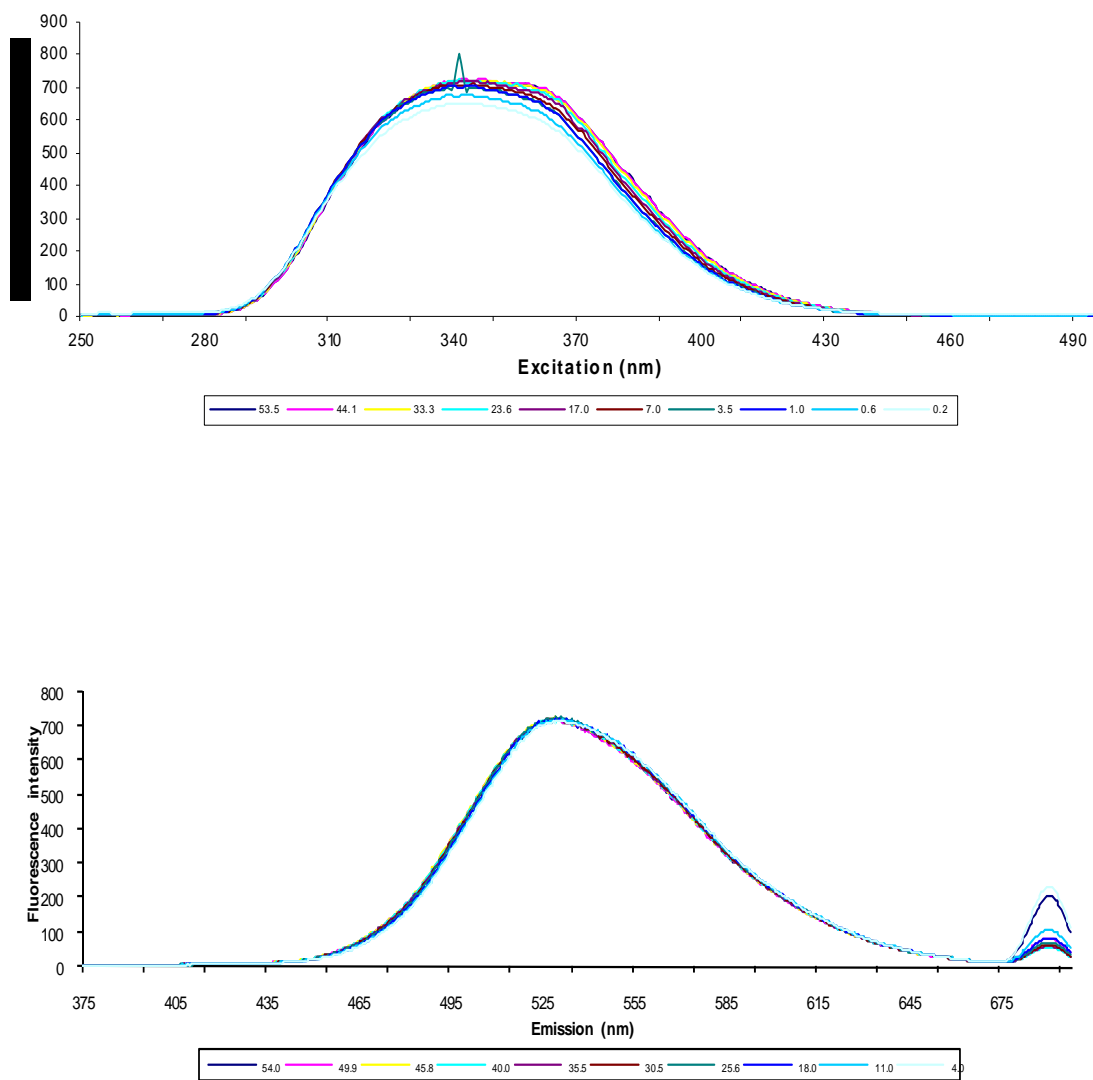 900
800
700
600
500
400
300
200
100
0
250 280 310 340 370 400 430 460 490
Excitation (nm)
53.5 44.1 33.3 23.6 17.0 7.0 3.5 1.0 0.6 0.2
800
700
600
500
400
300
200
100
0
Fluorescence intensity
375 405 435 465 495 525 555 585 615 645 675
Emission (nm)
54.0 49.9 45.8 40.0 35.5 30.5 25.6 18.0 11.0 4.0